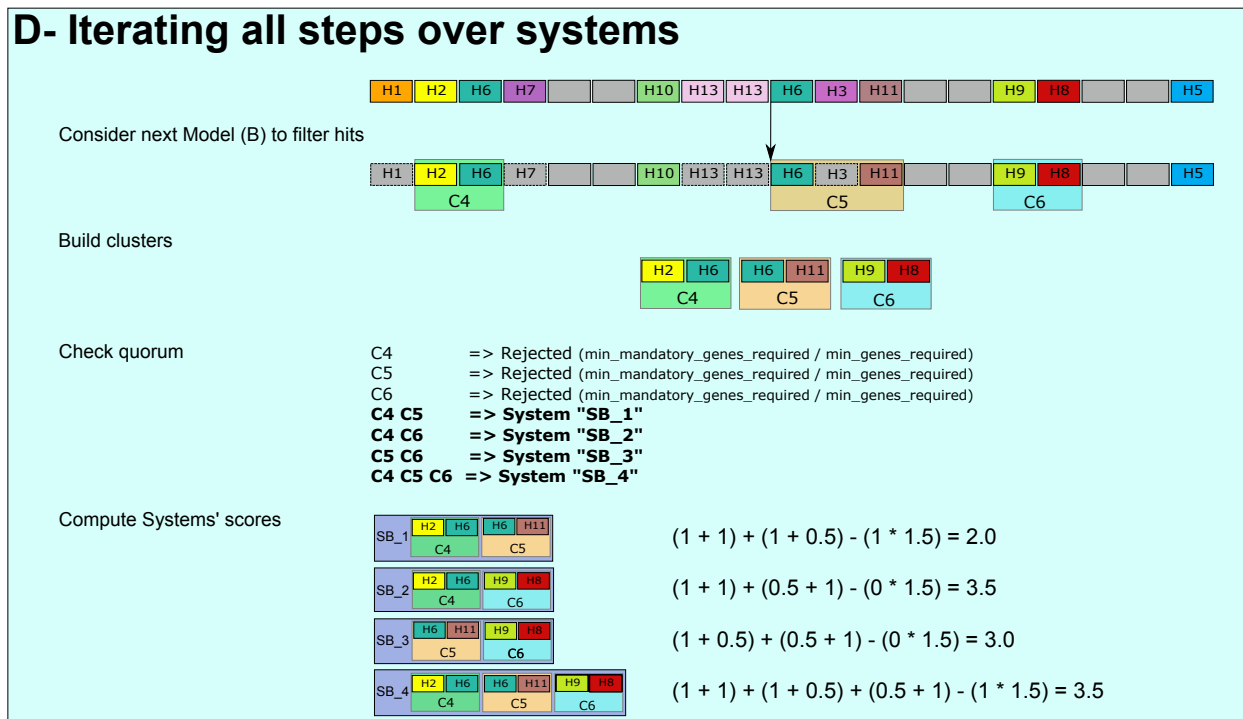 D- Iterating all steps over systems
H1 H2 H6 H7 H10 H13 H13 H6 H3 H11 H9 H8 H5
Consider next Model (B) to filter hits
H1 H2 H6 H7 H10 H13 H13 H6 H3 H11 H9 H8 H5
C4 C5 C6
Build clusters
H2 H6 H6 H11 H9 H8
C4 C5 C6
Check quorum
C4 => Rejected (min_mandatory_genes_required / min_genes_required)
C5 => Rejected (min_mandatory_genes_required / min_genes_required)
C6 => Rejected (min_mandatory_genes_required / min_genes_required)
C4 C5 => System "SB_1"
C4 C6 => System "SB_2"
C5 C6 => System "SB_3"
C4 C5 C6 => System "SB_4"
Compute Systems' scores
SB_1 H2 H6 H6 H11 (1 + 1) + (1 + 0.5) - (1 * 1.5) = 2.0
C4 C5
SB_2 H2 H6 H9 H8 (1 + 1) + (0.5 + 1) - (0 * 1.5) = 3.5
C4 C6
SB_3 H6 H11 H9 H8 (1 + 0.5) + (0.5 + 1) - (0 * 1.5) = 3.0
C5 C6
SB_4 H2 H6 H6 H11 H9 H8 (1 + 1) + (1 + 0.5) + (0.5 + 1) - (1 * 1.5) = 3.5
C4 C5 C6